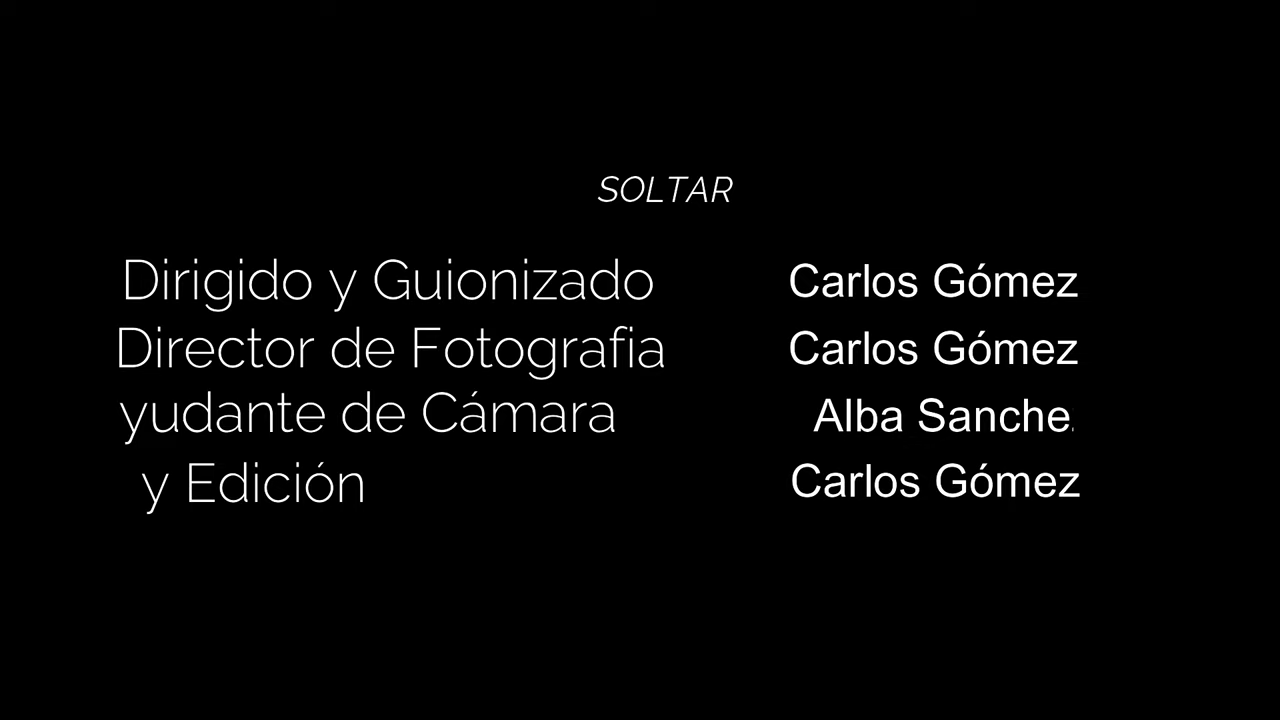 SOLTAR
Dirigido y Guionizado Carlos Gómez
Director de Fotografia Carlos Gómez
yudante de Cámara Alba Sanche
y Edición Carlos Gómez